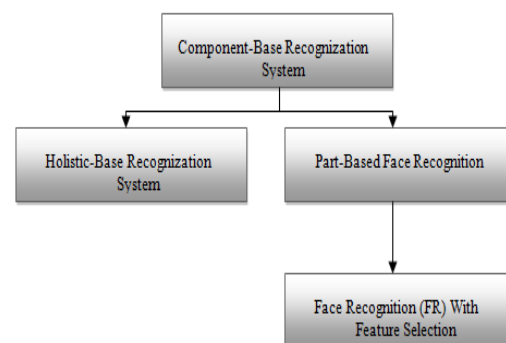 Component-Base Recognization
System
Holistic-Base Recognization
System
Part-Based Face Recognition
Face Recognition (FR) With
Feature Selection